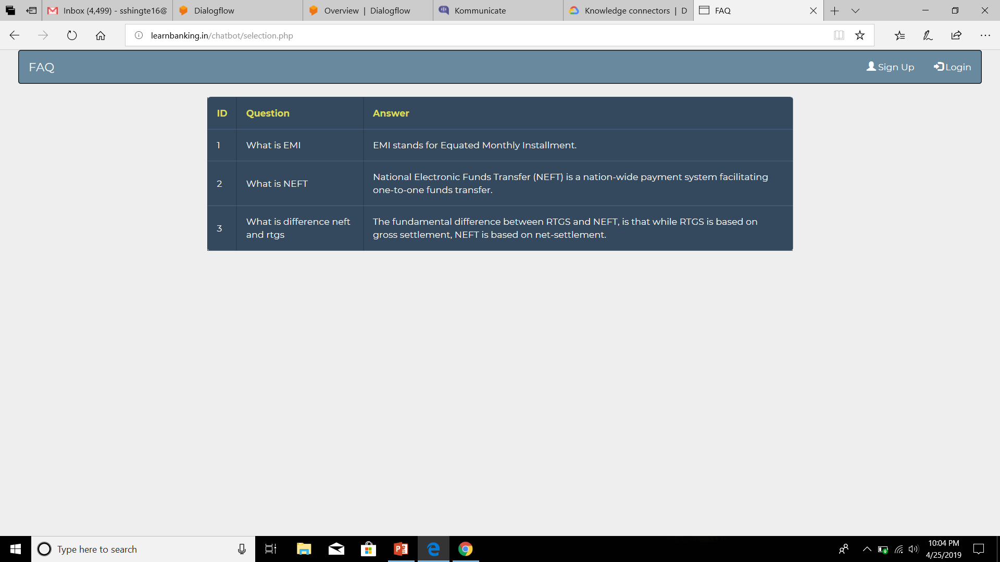 Inbox (4,499) - sshingte16@
Dialogflow
Overview | Dialogflow
Kommunicate
Knowledge connectors | D
FAQ
learnbanking.in/chatbot/selection.php
FAQ
Sign Up
Login
ID Question Answer
1 What is EMI EMI stands for Equated Monthly Installment.
2 What is NEFT National Electronic Funds Transfer (NEFT) is a nation-wide payment system facilitating
one-to-one funds transfer.
3 What is difference neft
and rtgs
The fundamental difference between RTGS and NEFT, is that while RTGS is based on
gross settlement, NEFT is based on net-settlement.
Type here to search
10:04 PM
4/25/2019